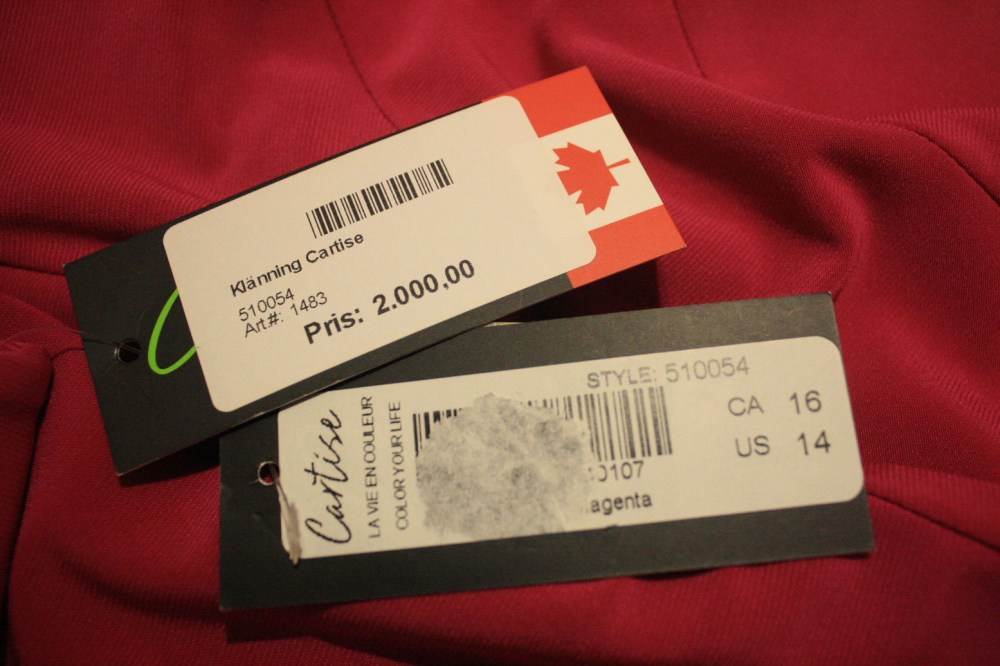 Klänning Cartise
510054
Art.#: 1483
Pris: 2.000,00
STYLE: 510054
CA 16
US 14
Cartise
LA VIE EN COULEUR
COLOR YOUR LIFE
0107